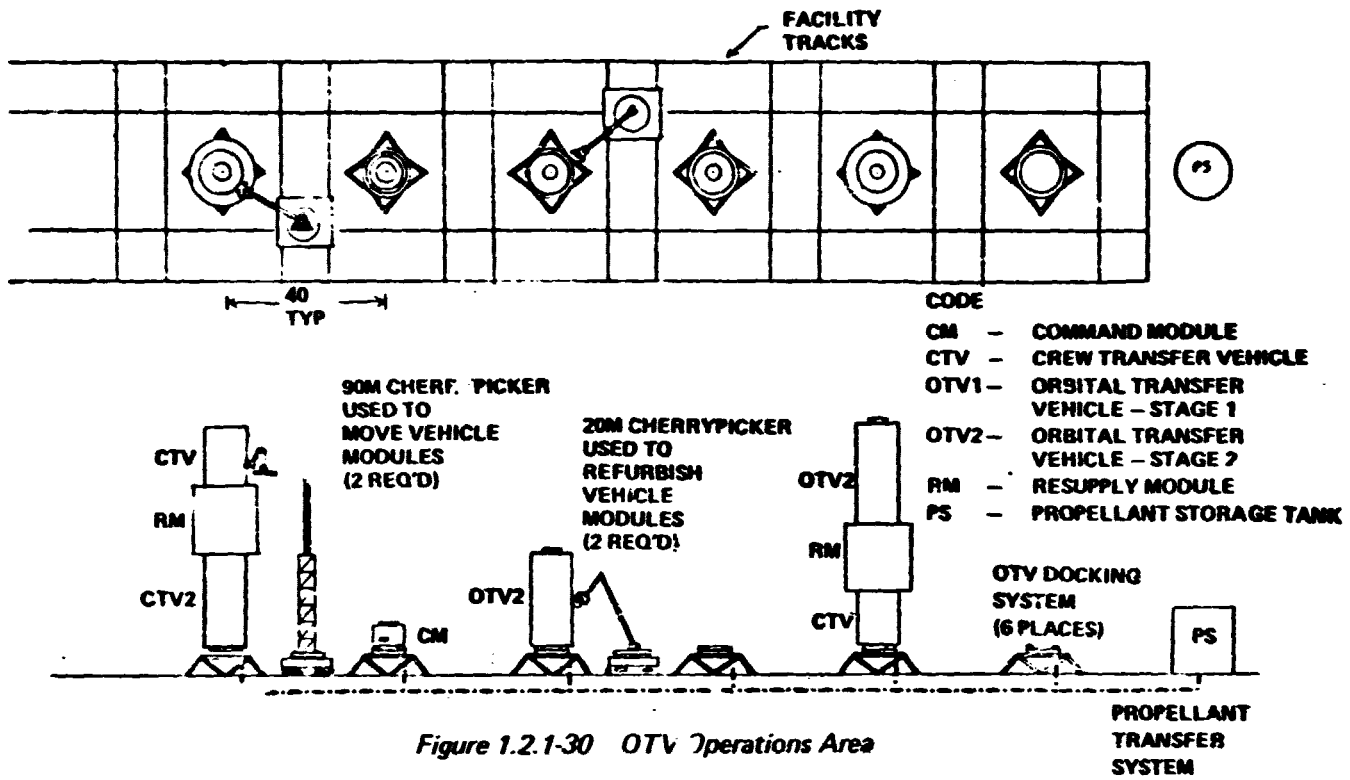 FACILITY
TRACKS
PS
40
TYP
CODE
CM – COMMAND MODULE
CTV – CREW TRANSFER VEHICLE
OTV1 – ORBITAL TRANSFER
VEHICLE – STAGE 1
OTV2 – ORBITAL TRANSFER
VEHICLE – STAGE 2
RM – RESUPPLY MODULE
PS – PROPELLANT STORAGE TANK
90M PICKER
USED TO
MOVE VEHICLE
MODULES
(2 REQ'D)
20M CHERRYPICKER
USED TO
REFURBISH
VEHICLE
MODULES
(2 REQ'D)
CTV
RM
CTV2
CM
OTV2
OTV2
RM
CTV
OTV DOCKING
SYSTEM
(6 PLACES)
PS
PROPELLANT
TRANSFER
SYSTEM
Figure 1.2.1-30 OTV Operations Area